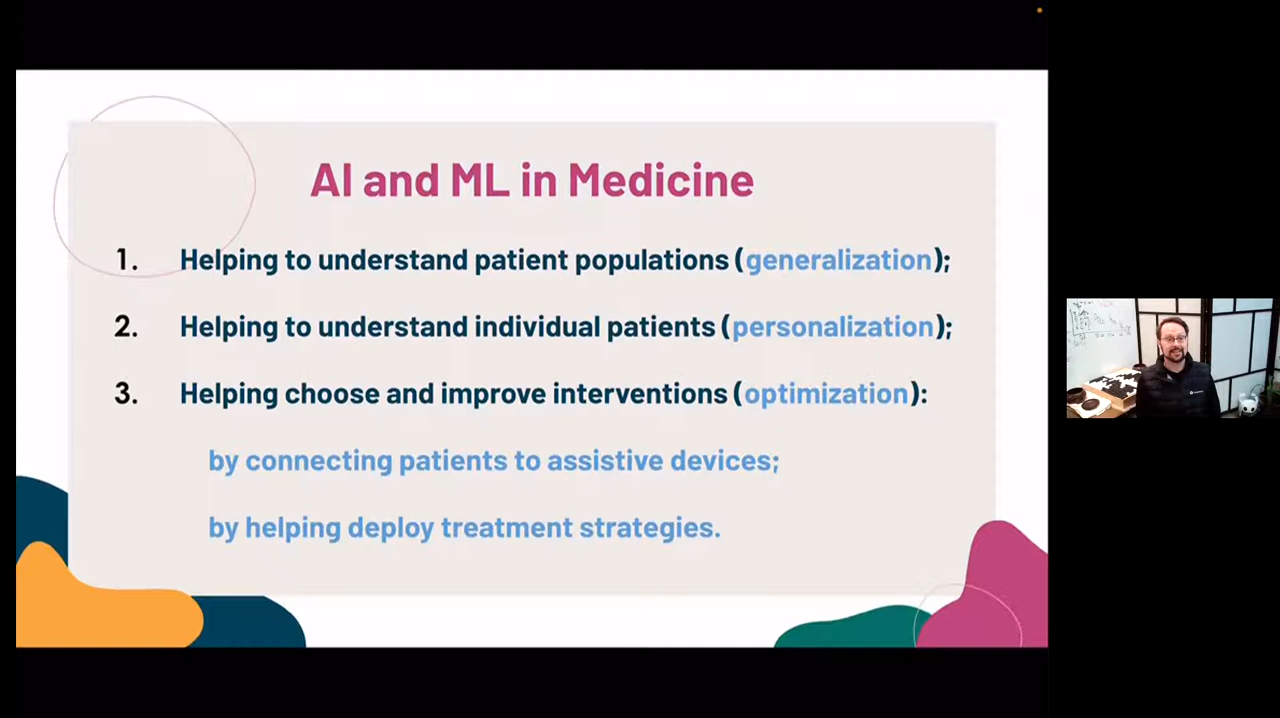 AI and ML in Medicine
1. Helping to understand patient populations (generalization);
2. Helping to understand individual patients (personalization);
3. Helping choose and improve interventions (optimization):
by connecting patients to assistive devices;
by helping deploy treatment strategies.